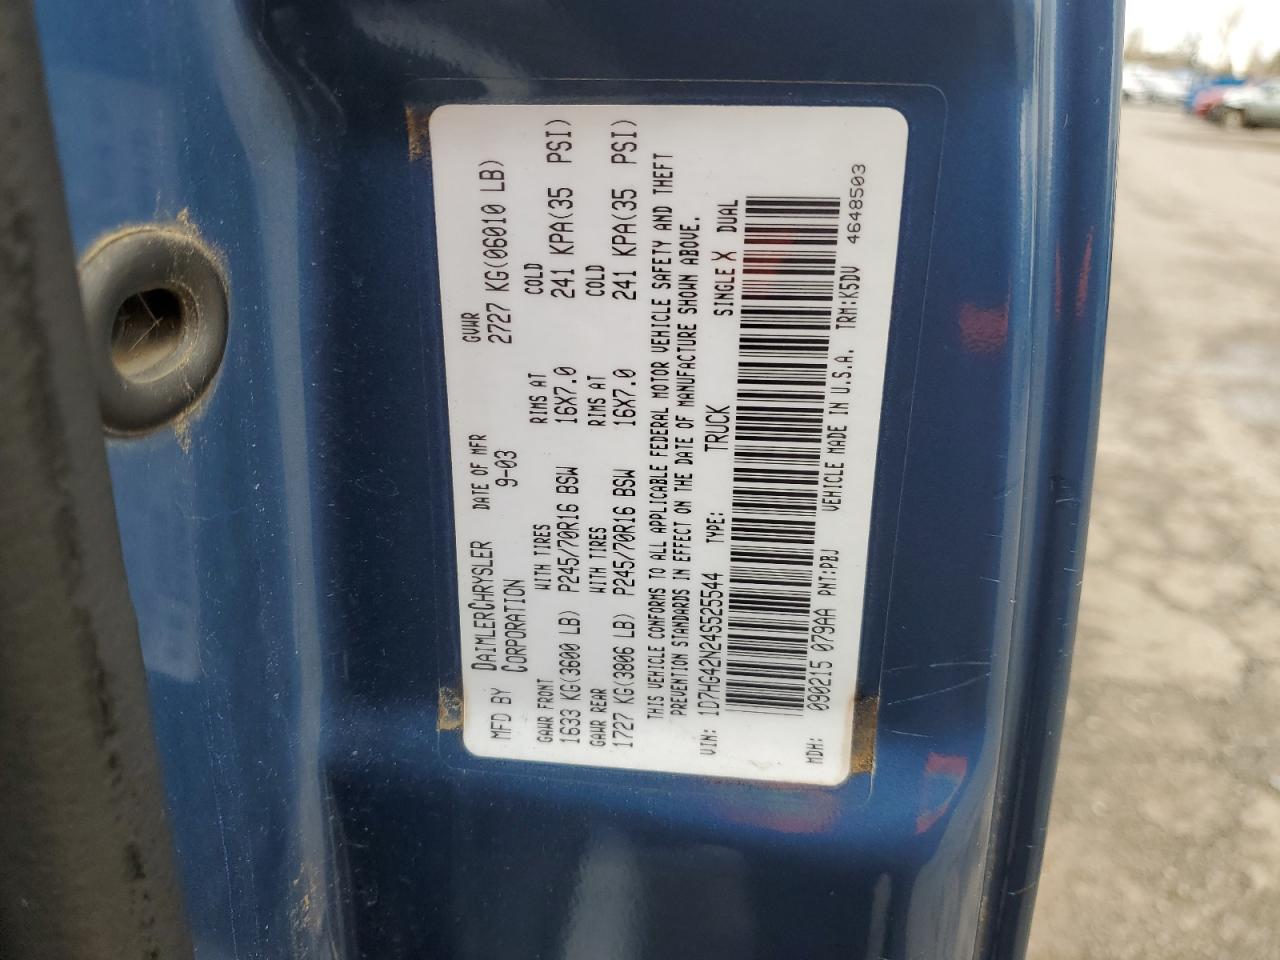 MFD BY DAIMLERCHRYSLER CORPORATION DATE OF MFR 9-03 GVWR 2727 KG(06010 LB)
GAWR FRONT WITH TIRES RIMS AT COLD
1633 KG(3600 LB) P245/70R16 BSW 16X7.0 241 KPA(35 PSI)
GAWR REAR WITH TIRES RIMS AT COLD
1727 KG(3806 LB) P245/70R16 BSW 16X7.0 241 KPA(35 PSI)
THIS VEHICLE CONFORMS TO ALL APPLICABLE FEDERAL MOTOR VEHICLE SAFETY AND THEFT
PREVENTION STANDARDS IN EFFECT ON THE DATE OF MANUFACTURE SHOWN ABOVE.
VIN: 1D7HG42N24S525544 TYPE: TRUCK SINGLE X DUAL
MDH: 090215 079AA PNT:PBJ VEHICLE MADE IN U.S.A. TRM:K5DV 4648503